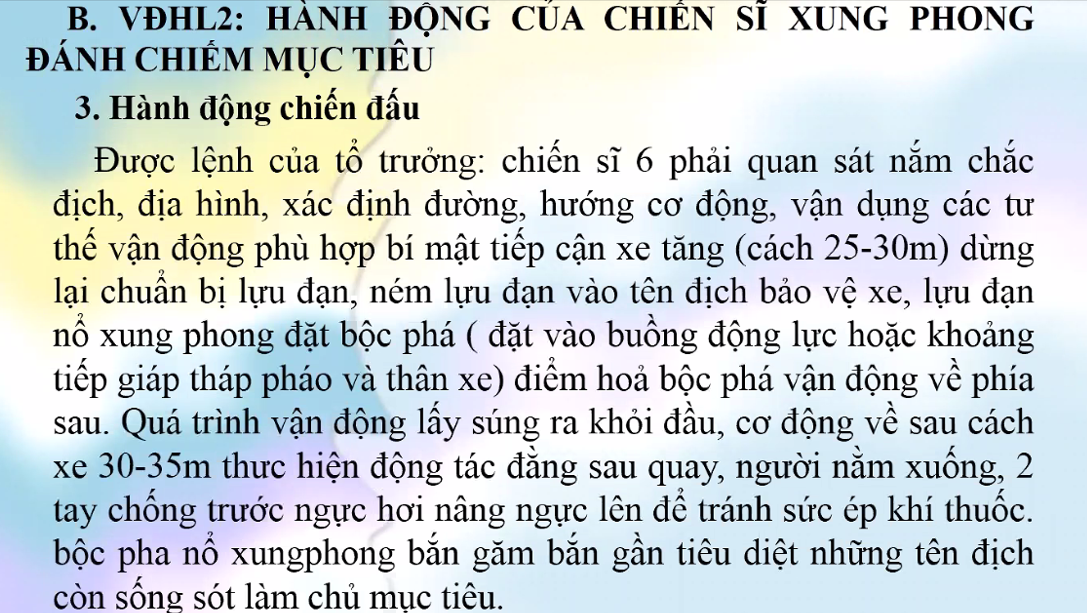 B. VĐHL2: HÀNH ĐỘNG CỦA CHIẾN SĨ XUNG PHONG
ĐÁNH CHIẾM MỤC TIÊU
3. Hành động chiến đấu
Được lệnh của tổ trưởng: chiến sĩ 6 phải quan sát nắm chắc
địch, địa hình, xác định đường, hướng cơ động, vận dụng các tư
thế vận động phù hợp bí mật tiếp cận xe tăng (cách 25-30m) dừng
lại chuẩn bị lựu đạn, ném lựu đạn vào tên địch bảo vệ xe, lựu đạn
nổ xung phong đặt bộc phá ( đặt vào buồng động lực hoặc khoảng
tiếp giáp tháp pháo và thân xe) điểm hoả bộc phá vận động về phía
sau. Quá trình vận động lấy súng ra khỏi đầu, cơ động về sau cách
xe 30-35m thưc hiện động tác đằng sau quay, người nằm xuống, 2
tay chống trước ngực hơi nâng ngực lên để tránh sức ép khí thuốc.
bộc pha nổ xungphong bắn găm bắn gần tiêu diệt những tên địch
còn sống sót làm chủ mục tiêu.